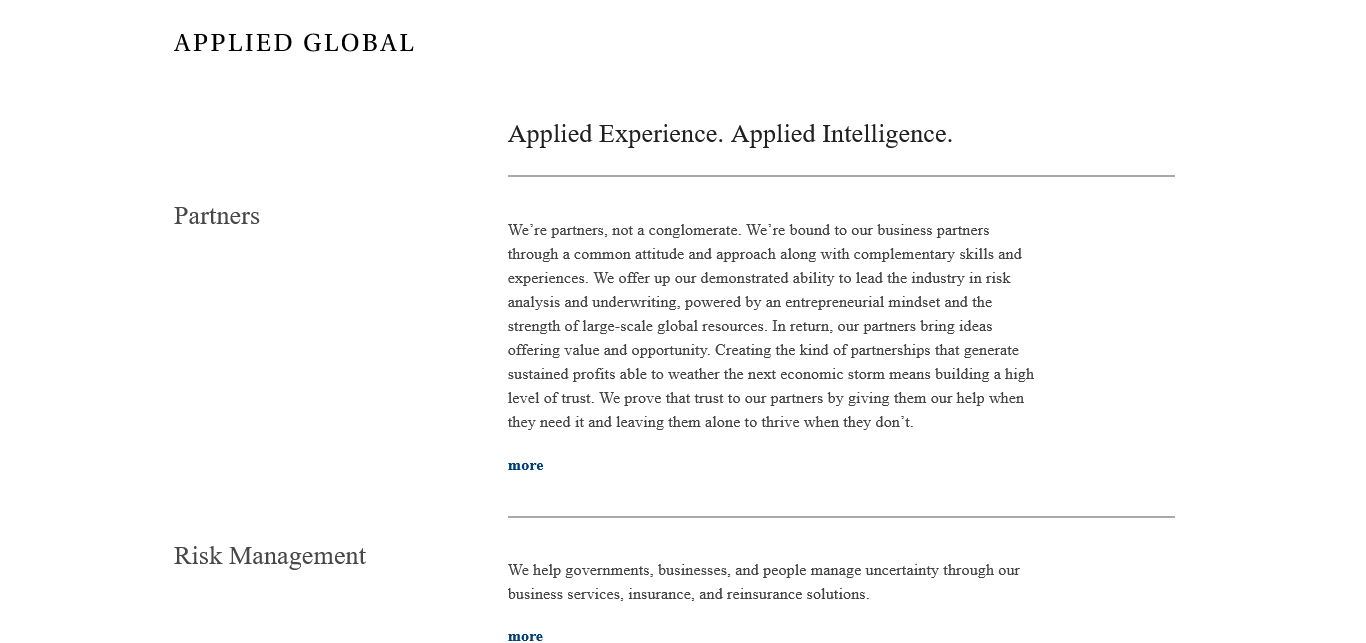 APPLIED GLOBAL
Applied Experience. Applied Intelligence.
Partners
We’re partners, not a conglomerate. We’re bound to our business partners
through a common attitude and approach along with complementary skills and
experiences. We offer up our demonstrated ability to lead the industry in risk
analysis and underwriting, powered by an entrepreneurial mindset and the
strength of large-scale global resources. In return, our partners bring ideas
offering value and opportunity. Creating the kind of partnerships that generate
sustained profits able to weather the next economic storm means building a high
level of trust. We prove that trust to our partners by giving them our help when
they need it and leaving them alone to thrive when they don’t.
more
Risk Management
We help governments, businesses, and people manage uncertainty through our
business services, insurance, and reinsurance solutions.
more